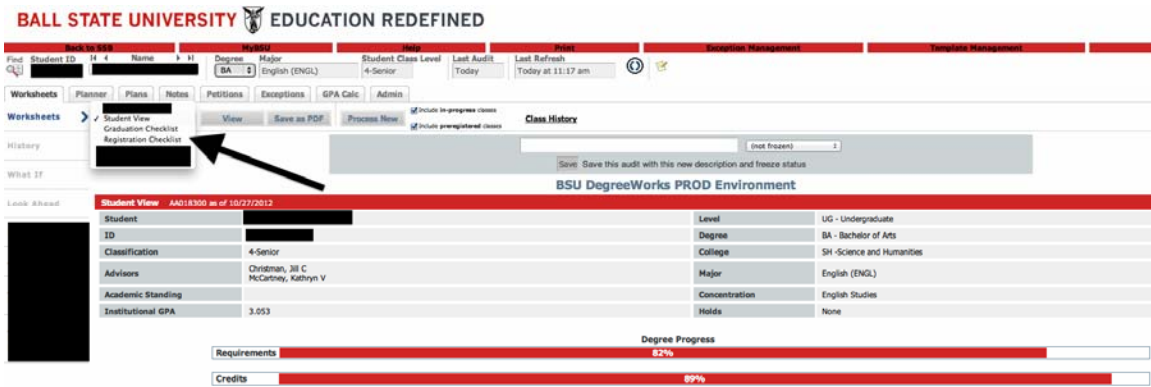 BALL STATE UNIVERSITY EDUCATION REDEFINED
Back to SSB MyBSU Help Print Exception Management Template Management
Find Student ID Name Degree Major Student Class Level Last Audit Last Refresh
BA English (ENGL) 4-Senior Today Today at 11:17 am
Worksheets Planner Plans Notes Petitions Exceptions GPA Calc Admin
Worksheets
✓ Student View
Graduation Checklist
Registration Checklist
View Save as PDF Process New
Include in-progress classes
Include preregistered classes
Class History
History
What If
Look Ahead
(not frozen)
Save Save this audit with this new description and freeze status
BSU DegreeWorks PROD Environment
Student View AA018300 as of 10/27/2012
Student Level UG - Undergraduate
ID Degree BA - Bachelor of Arts
Classification 4-Senior College SH -Science and Humanities
Advisors Christman, Jill C
McCartney, Kathryn V
Major English (ENGL)
Academic Standing Concentration English Studies
Institutional GPA 3.053 Holds None
Degree Progress
Requirements 82%
Credits 89%